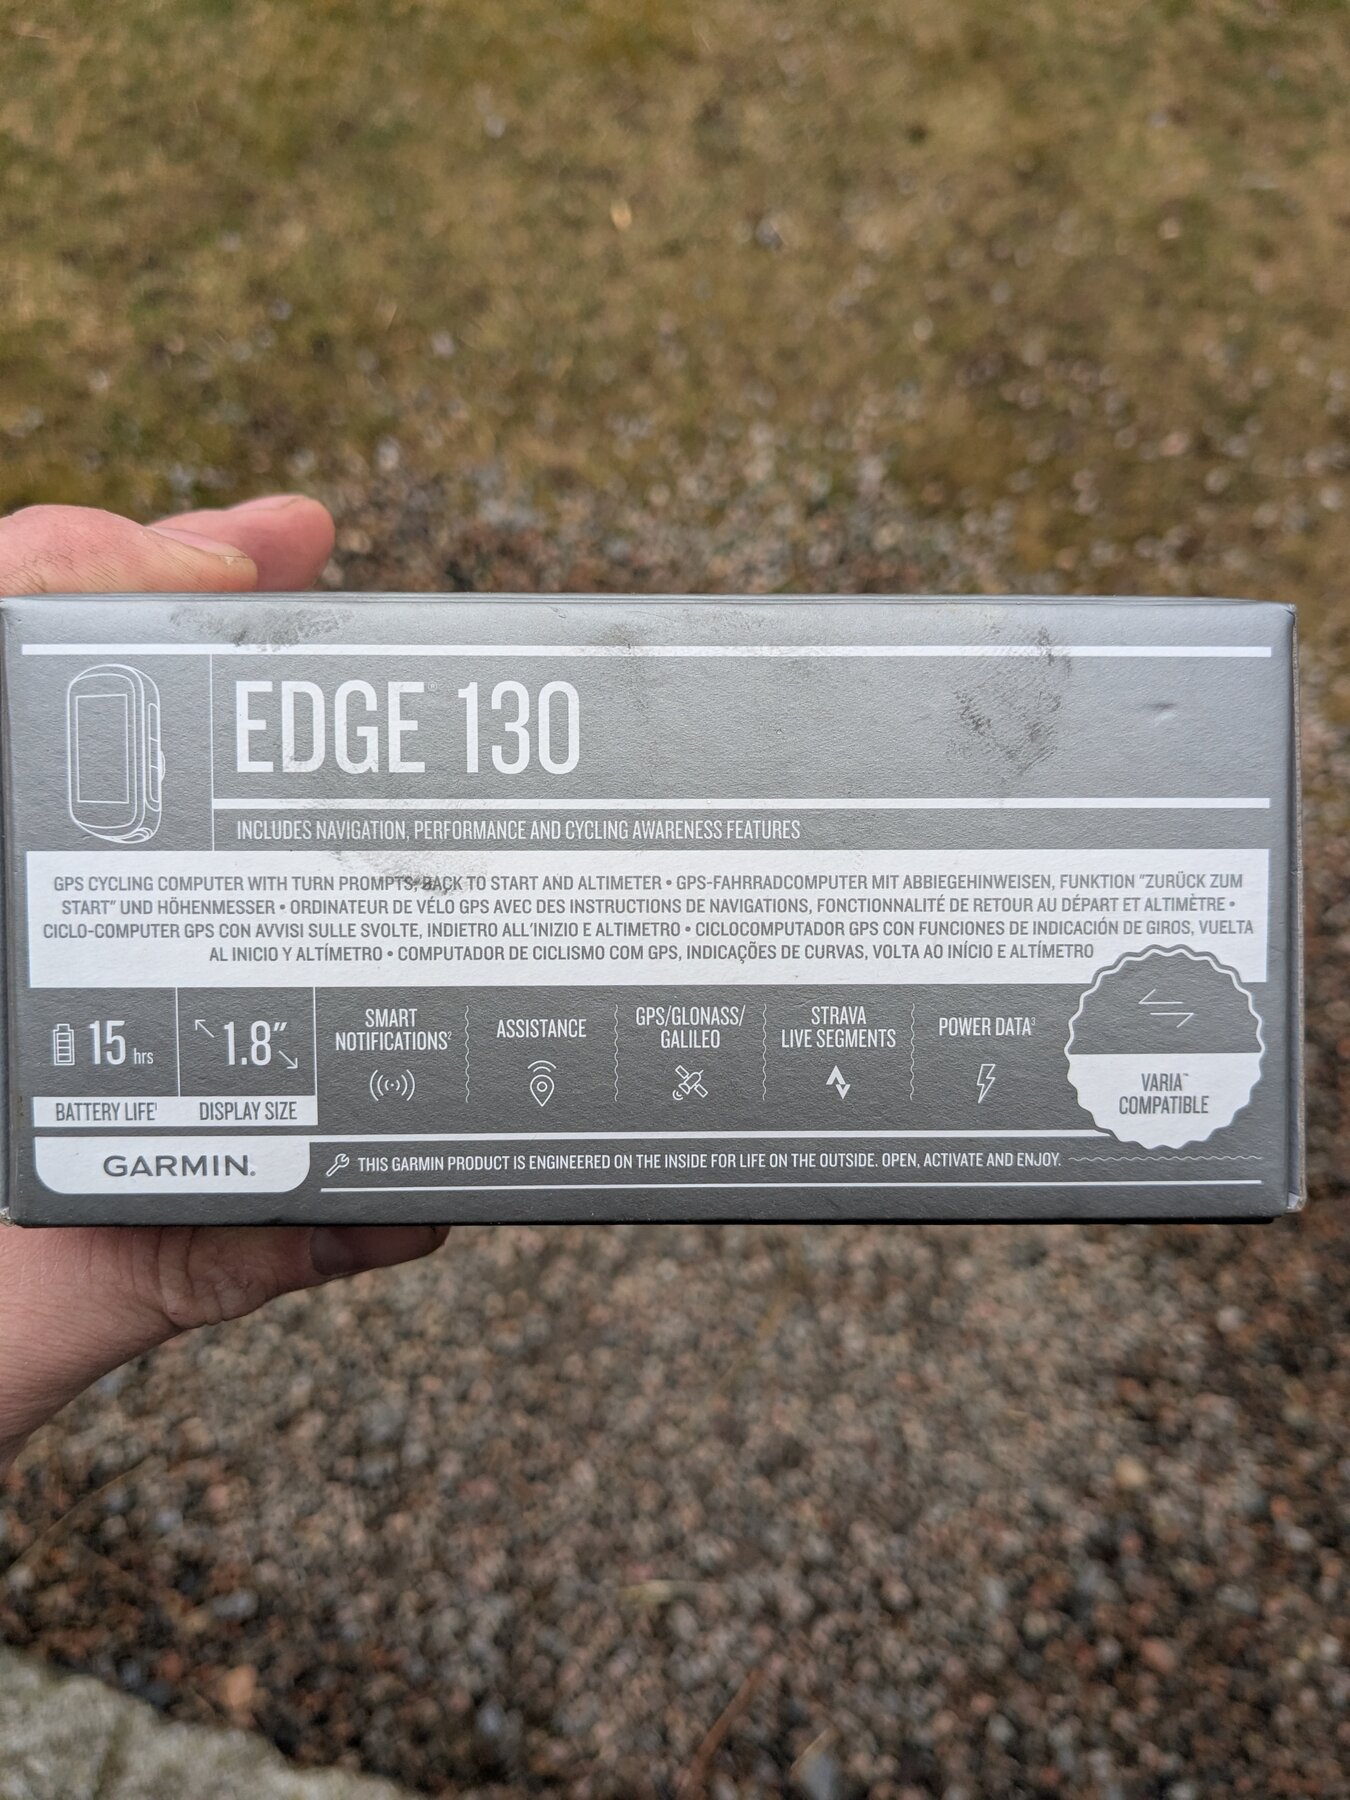 EDGE® 130
INCLUDES NAVIGATION, PERFORMANCE AND CYCLING AWARENESS FEATURES
GPS CYCLING COMPUTER WITH TURN PROMPTS, BACK TO START AND ALTIMETER • GPS-FAHRRADCOMPUTER MIT ABBIEGEHINWEISEN, FUNKTION "ZURÜCK ZUM
START" UND HÖHENMESSER • ORDINATEUR DE VÉLO GPS AVEC DES INSTRUCTIONS DE NAVIGATIONS, FONCTIONNALITÉ DE RETOUR AU DÉPART ET ALTIMÈTRE •
CICLO-COMPUTER GPS CON AVVISI SULLE SVOLTE, INDIETRO ALL'INIZIO E ALTIMETRO • CICLOCOMPUTADOR GPS CON FUNCIONES DE INDICACIÓN DE GIROS, VUELTA
AL INICIO Y ALTÍMETRO • COMPUTADOR DE CICLISMO COM GPS, INDICAÇÕES DE CURVAS, VOLTA AO INÍCIO E ALTÍMETRO
15 hrs
BATTERY LIFE¹
1.8"
DISPLAY SIZE
SMART
NOTIFICATIONS²
ASSISTANCE
GPS/GLONASS/
GALILEO
STRAVA
LIVE SEGMENTS
POWER DATA³
VARIA™
COMPATIBLE
GARMIN®
THIS GARMIN PRODUCT IS ENGINEERED ON THE INSIDE FOR LIFE ON THE OUTSIDE. OPEN, ACTIVATE AND ENJOY.